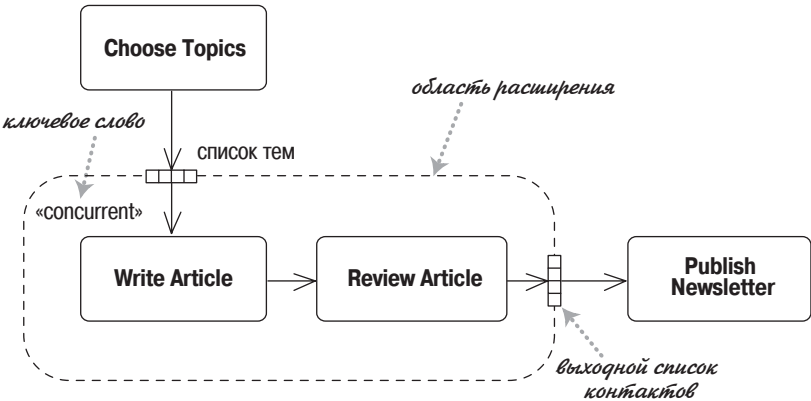 Choose Topics
область расширения
ключевое слово
список тем
«concurrent»
Write Article
Review Article
Publish
Newsletter
выходной список
контактов